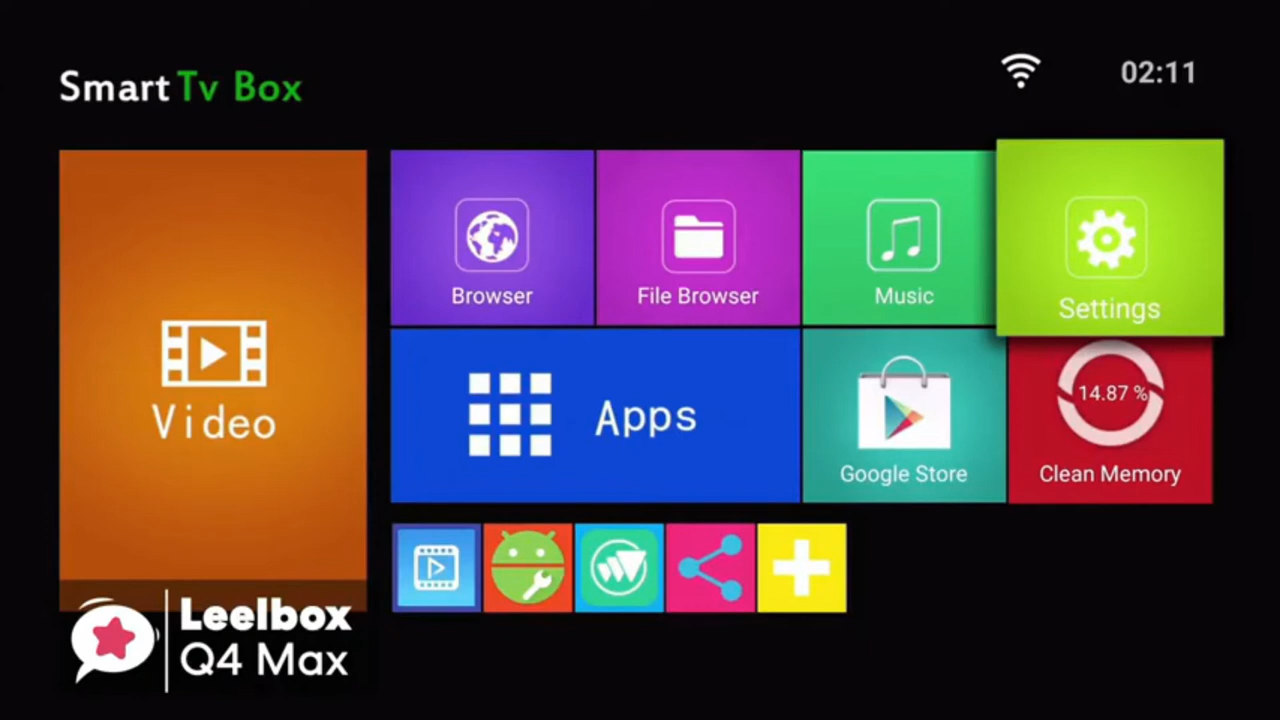 Smart Tv Box
02:11
Browser
File Browser
Music
Settings
Video
Apps
Google Store
14.87 %
Clean Memory
Leelbox
Q4 Max